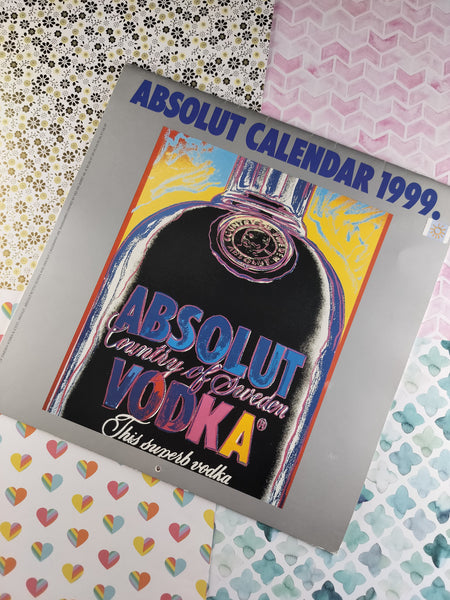 ABSOLUT CALENDAR 1999.
ABSOLUT
Country of Sweden
VODKA®
This superb vodka